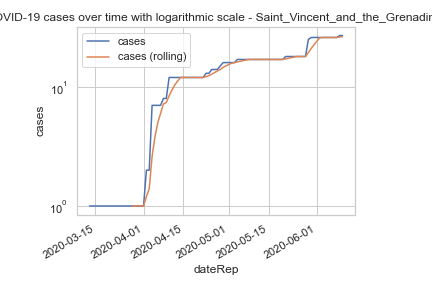 OVID-19 cases over time with logarithmic scale - Saint_Vincent_and_the_Grenadin
cases
cases (rolling)
10¹
10⁰
cases
2020-03-15
2020-04-01
2020-04-15
2020-05-01
2020-05-15
2020-06-01
dateRep